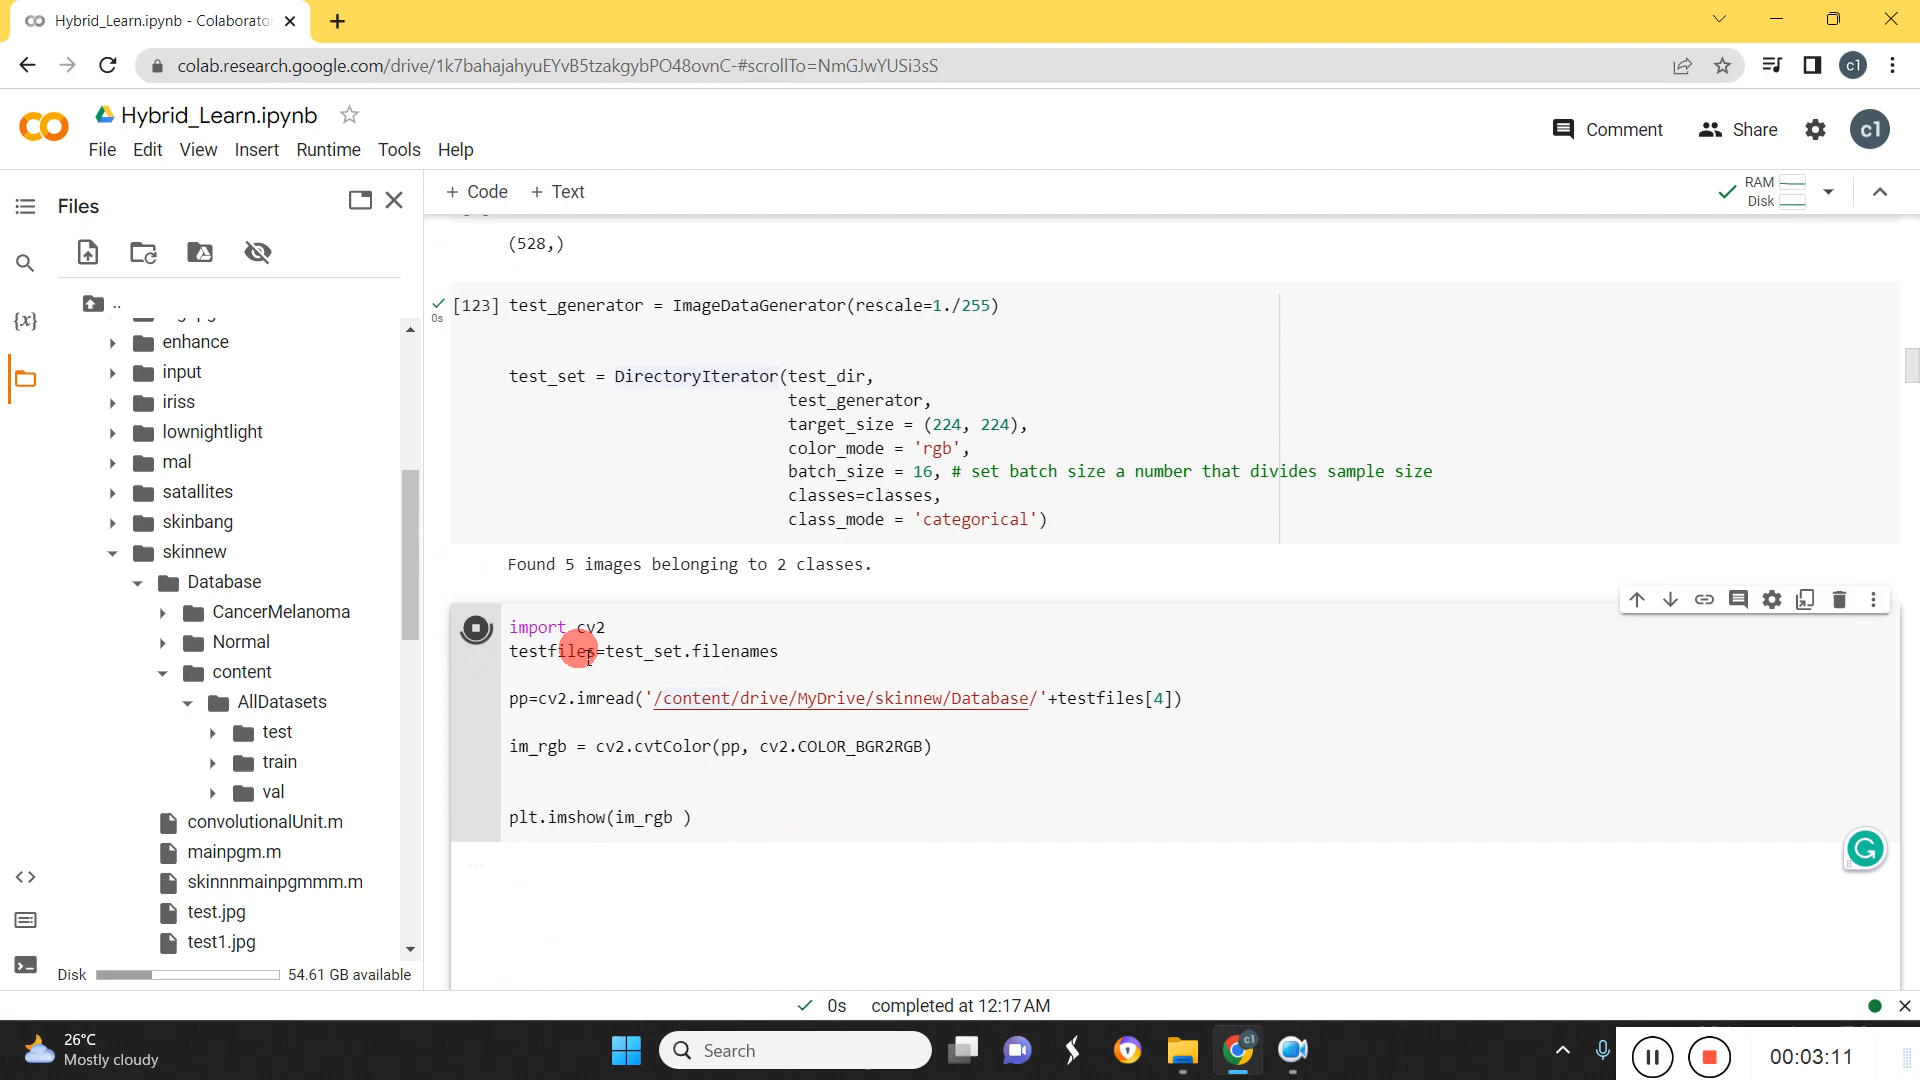 Hybrid_Learn.ipynb - Colaborato
colab.research.google.com/drive/1k7bahajahyuEYvB5tzakgybPO48ovnC-#scrollTo=NmGJwYUSi3sS
c1
Hybrid_Learn.ipynb
File Edit View Insert Runtime Tools Help
Comment
Share
c1
Files
+ Code + Text
RAM
Disk
..
enhance
input
iriss
lownightlight
mal
satallites
skinbang
skinnew
Database
CancerMelanoma
Normal
content
AllDatasets
test
train
val
convolutionalUnit.m
mainpgm.m
skinnnmainpgmmm.m
test.jpg
test1.jpg
Disk 54.61 GB available
(528,)
[123] test_generator = ImageDataGenerator(rescale=1./255)
0s
test_set = DirectoryIterator(test_dir,
test_generator,
target_size = (224, 224),
color_mode = 'rgb',
batch_size = 16, # set batch size a number that divides sample size
classes=classes,
class_mode = 'categorical')
Found 5 images belonging to 2 classes.
import cv2
testfiles=test_set.filenames
pp=cv2.imread('/content/drive/MyDrive/skinnew/Database/'+testfiles[4])
im_rgb = cv2.cvtColor(pp, cv2.COLOR_BGR2RGB)
plt.imshow(im_rgb )
0s completed at 12:17 AM
26°C
Mostly cloudy
Search
c1
00:03:11